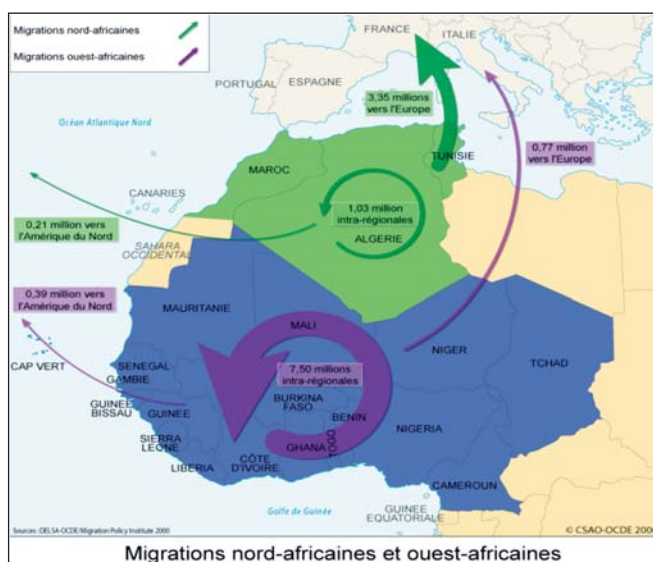 Migrations nord-africaines
Migrations ouest-africaines
FRANCE
ITALIE
PORTUGAL
ESPAGNE
3,35 millions
vers l'Europe
Océan Atlantique Nord
0,77 million
vers l'Europe
TUNISIE
MAROC
CANARIES
1,03 million
intra-régionales
ALGERIE
0,21 million vers
l'Amérique du Nord
SAHARA
OCCIDENTAL
0,39 million vers
l'Amérique du Nord
MAURITANIE
MALI
NIGER
TCHAD
CAP VERT
SENEGAL
GAMBIE
7,50 millions
intra-régionales
GUINEE
BISSAU
GUINEE
BURKINA
FASO
BENIN
NIGERIA
SIERRA
LEONE
GHANA
TOGO
LIBERIA
CÔTE
D'IVOIRE
CAMEROUN
Golfe de Guinée
GUINEE
EQUATORIALE
Sources : DELSA-OCDE/Migration Policy Institute 2000
© CSAO-OCDE 200
Migrations nord-africaines et ouest-africaines